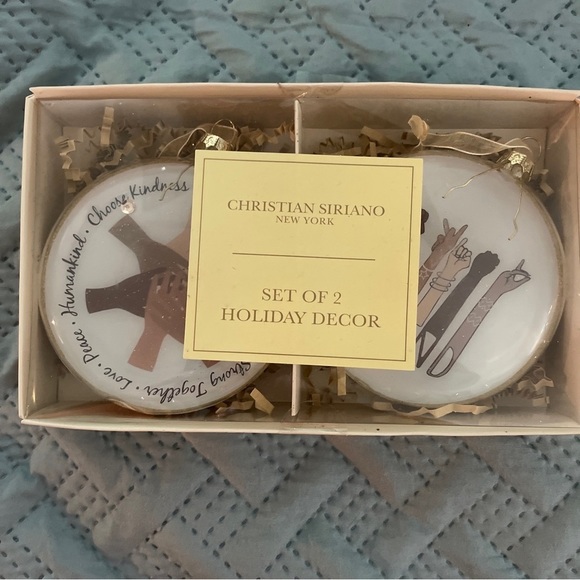 CHRISTIAN SIRIANO
NEW YORK
SET OF 2
HOLIDAY DECOR
Strong Together • Love • Peace • Humankind • Choose Kindness